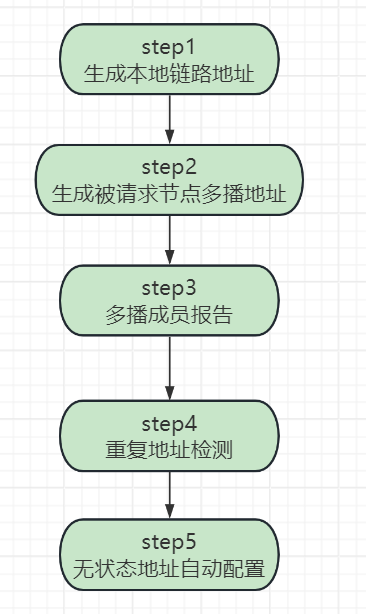 step1
生成本地链路地址
step2
生成被请求节点多播地址
step3
多播成员报告
step4
重复地址检测
step5
无状态地址自动配置